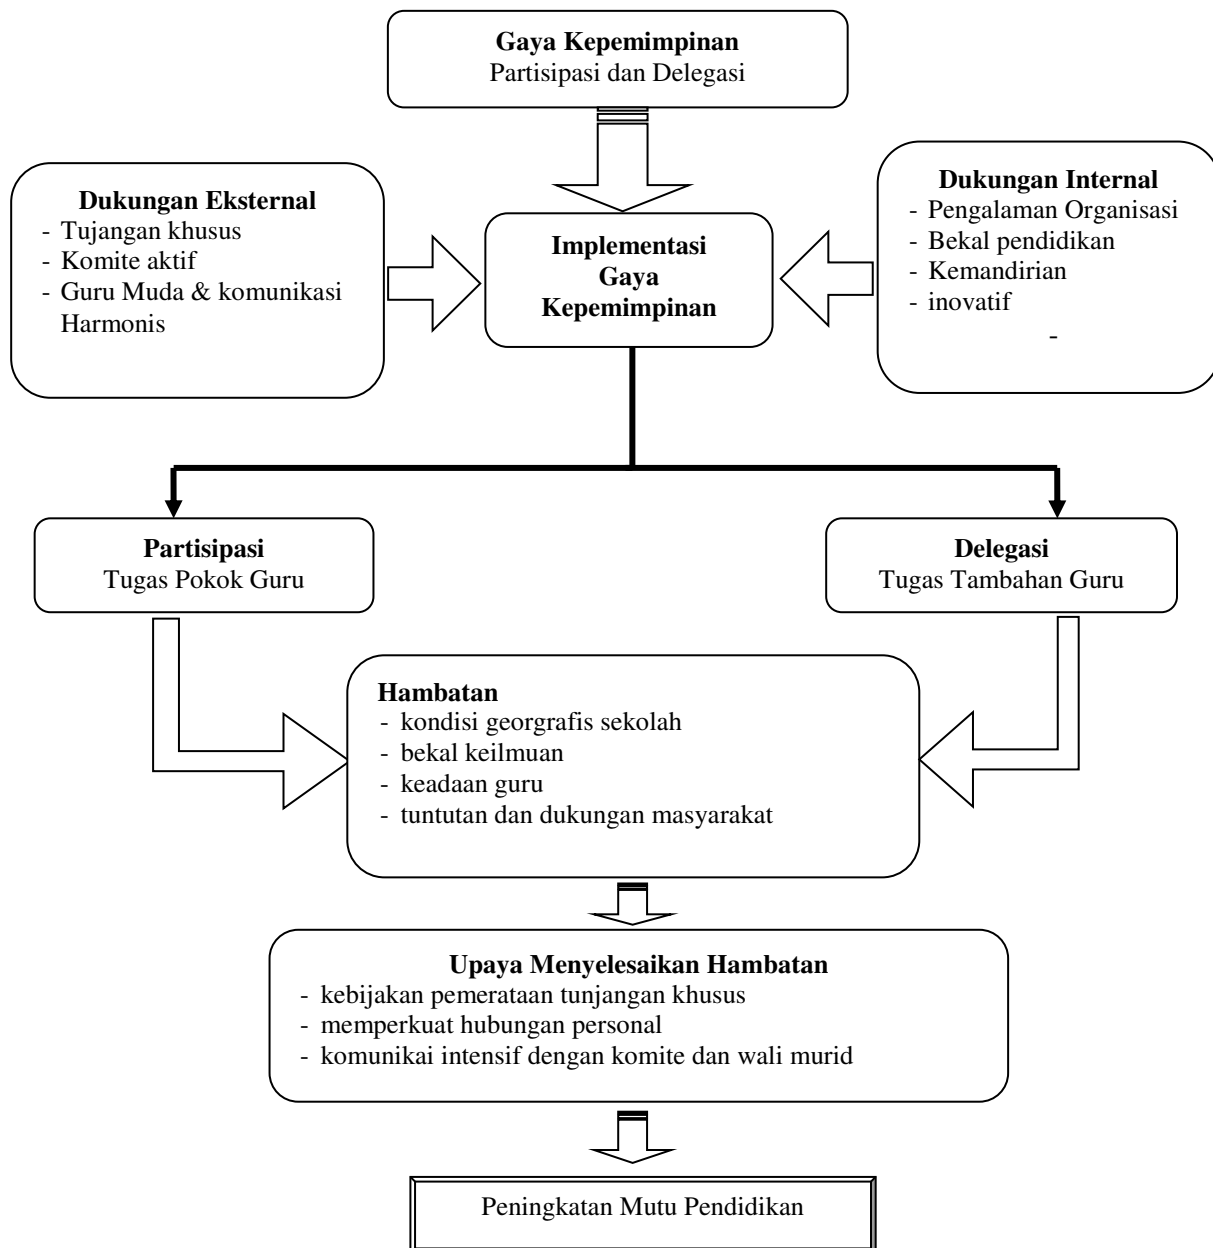 Gaya Kepemimpinan
Partisipasi dan Delegasi
Dukungan Eksternal
- Tujangan khusus
- Komite aktif
- Guru Muda & komunikasi
Harmonis
Implementasi
Gaya
Kepemimpinan
Dukungan Internal
- Pengalaman Organisasi
- Bekal pendidikan
- Kemandirian
- inovatif
-
Partisipasi
Tugas Pokok Guru
Delegasi
Tugas Tambahan Guru
Hambatan
- kondisi georgrafis sekolah
- bekal keilmuan
- keadaan guru
- tuntutan dan dukungan masyarakat
Upaya Menyelesaikan Hambatan
- kebijakan pemerataan tunjangan khusus
- memperkuat hubungan personal
- komunikai intensif dengan komite dan wali murid
Peningkatan Mutu Pendidikan